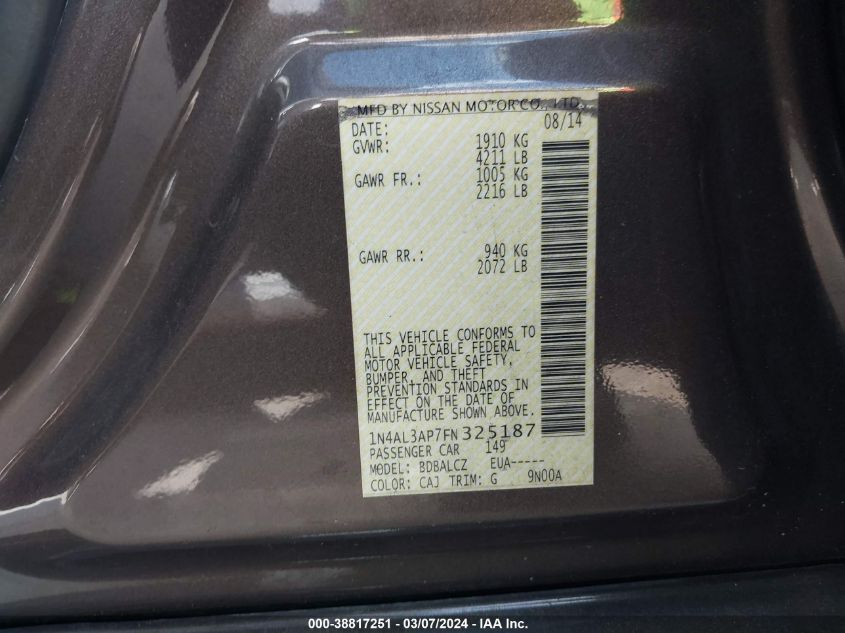 MFD BY NISSAN MOTOR CO., LTD.
DATE: 08/14
GVWR: 1910 KG
4211 LB
GAWR FR.: 1005 KG
2216 LB
GAWR RR.: 940 KG
2072 LB
THIS VEHICLE CONFORMS TO
ALL APPLICABLE FEDERAL
MOTOR VEHICLE SAFETY,
BUMPER, AND THEFT
PREVENTION STANDARDS IN
EFFECT ON THE DATE OF
MANUFACTURE SHOWN ABOVE.
1N4AL3AP7FN325187
PASSENGER CAR 149
MODEL: BDBALCZ EUA-----
COLOR: CAJ TRIM: G 9N00A
000-38817251 - 03/07/2024 - IAA Inc.